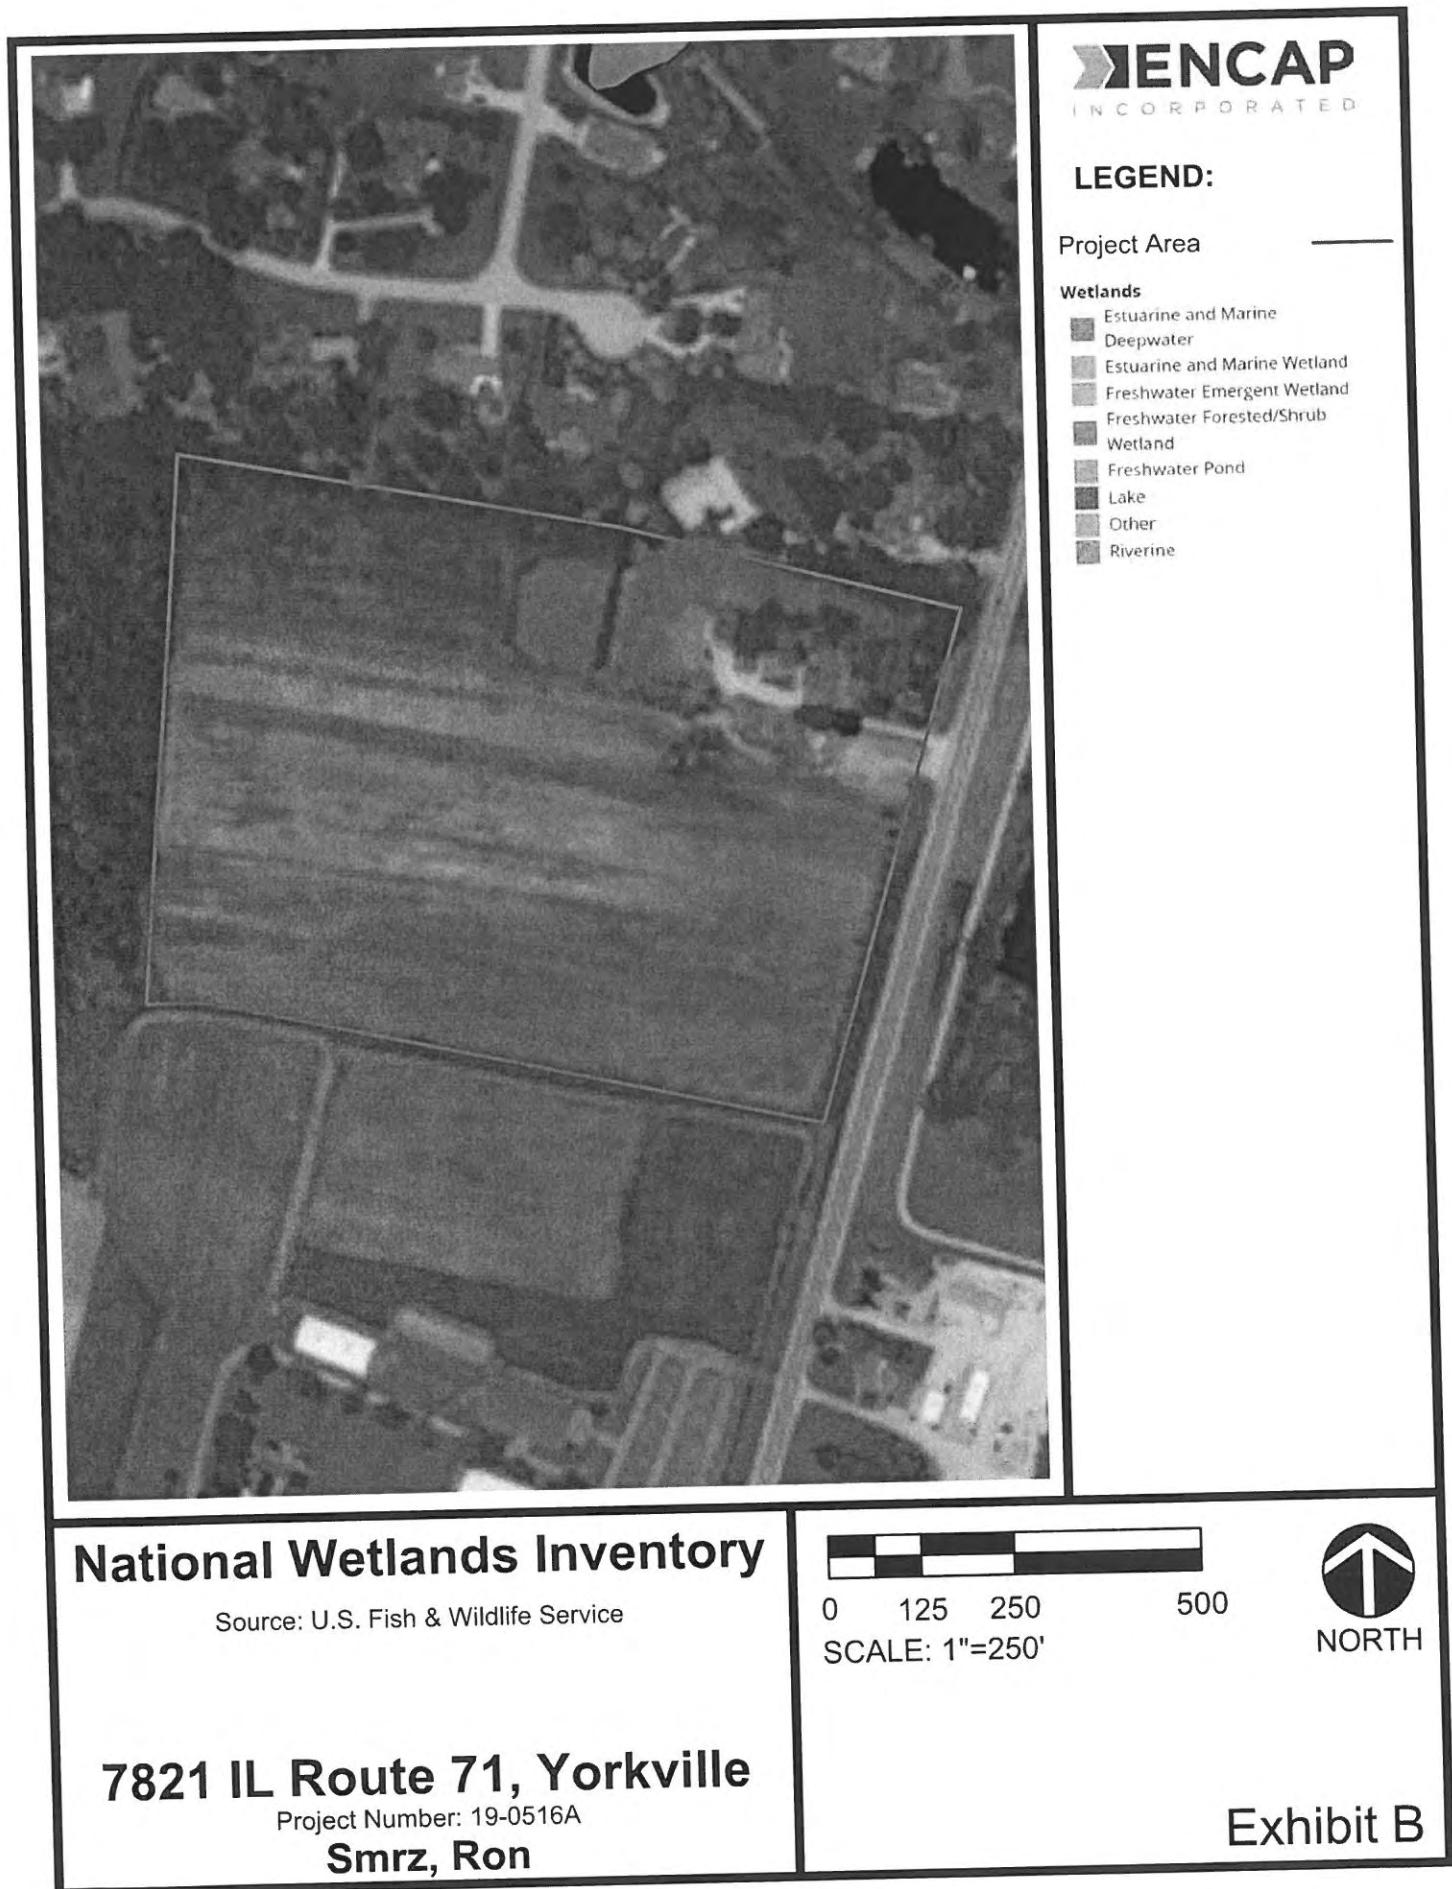 ENCAP
INCORPORATED
LEGEND:
Project Area
Wetlands
Estuarine and Marine
Deepwater
Estuarine and Marine Wetland
Freshwater Emergent Wetland
Freshwater Forested/Shrub
Wetland
Freshwater Pond
Lake
Other
Riverine
National Wetlands Inventory
Source: U.S. Fish & Wildlife Service
7821 IL Route 71, Yorkville
Project Number: 19-0516A
Smrz, Ron
0 125 250 500
SCALE: 1"=250'
NORTH
Exhibit B